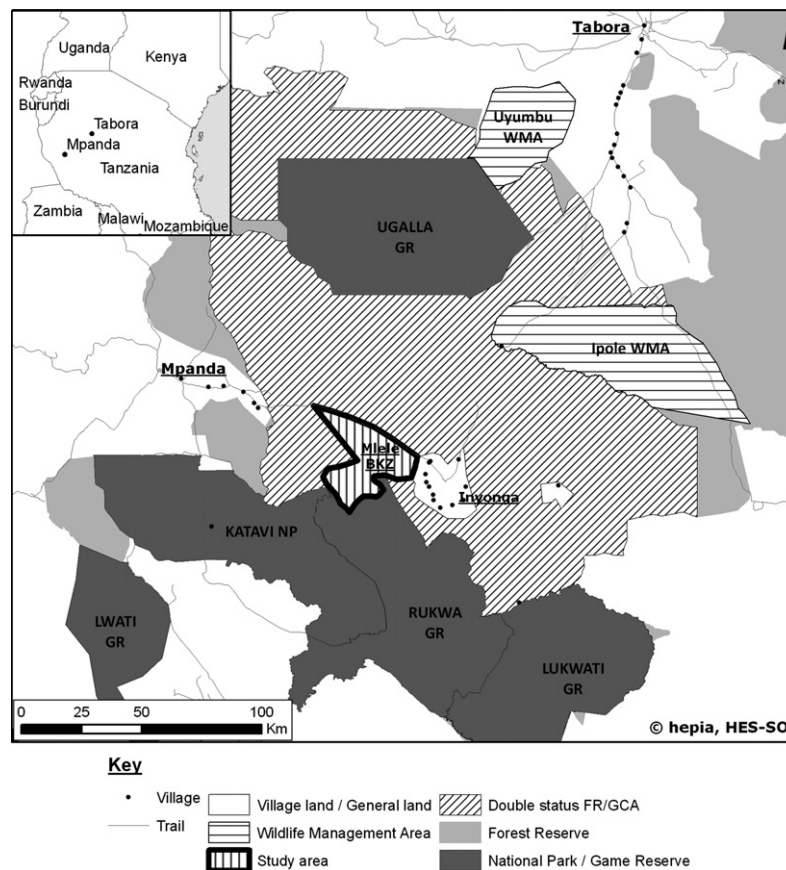 Uganda
Kenya
Rwanda
Burundi
Tabora
Mpanda
Tanzania
Zambia
Malawi
Mozambique
Tabora
Uyumbu
WMA
UGALLA
GR
Ipole WMA
Mpanda
Mlele
BKZ
Inyonga
KATAVI NP
LWATI
GR
RUKWA
GR
LUKWATI
GR
0 25 50 100
Km
© hepia, HES-SO
Key
Village
Trail
Village land / General land
Wildlife Management Area
Study area
Double status FR/GCA
Forest Reserve
National Park / Game Reserve